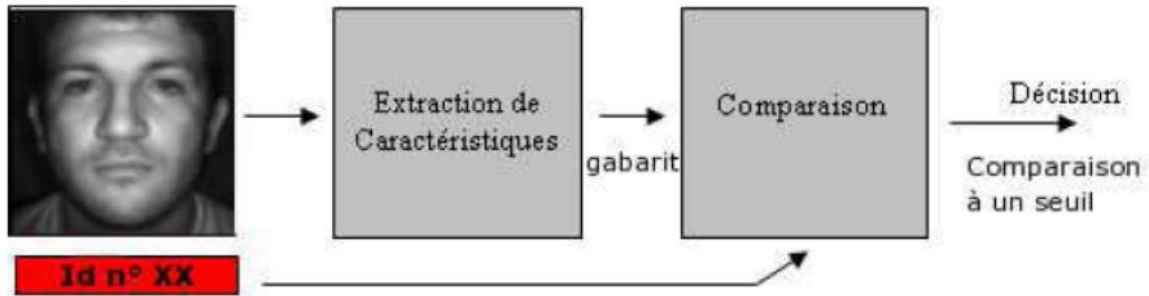 Extraction de
Caractéristiques
gabarit
Comparaison
Décision
Comparaison
à un seuil
Id n° XX